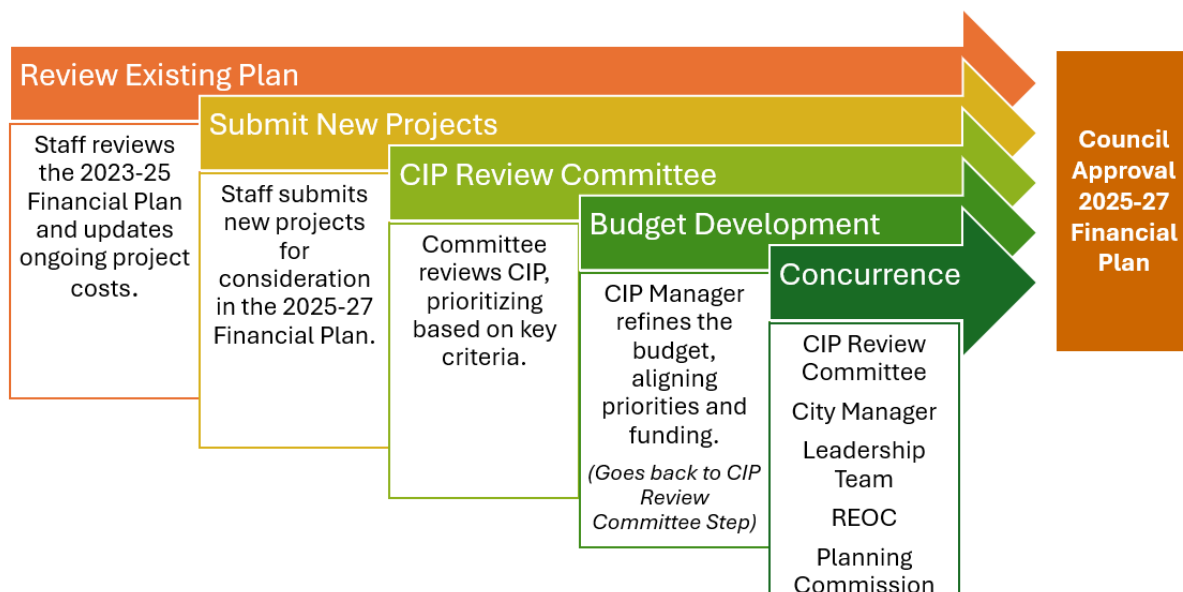 Review Existing Plan
Staff reviews
the 2023-25
Financial Plan
and updates
ongoing project
costs.
Submit New Projects
Staff submits
new projects
for
consideration
in the 2025-27
Financial Plan.
CIP Review Committee
Committee
reviews CIP,
prioritizing
based on key
criteria.
Budget Development
CIP Manager
refines the
budget,
aligning
priorities and
funding.
(Goes back to CIP
Review
Committee Step)
Concurrence
CIP Review
Committee
City Manager
Leadership
Team
REOC
Planning
Commission
Council
Approval
2025-27
Financial
Plan